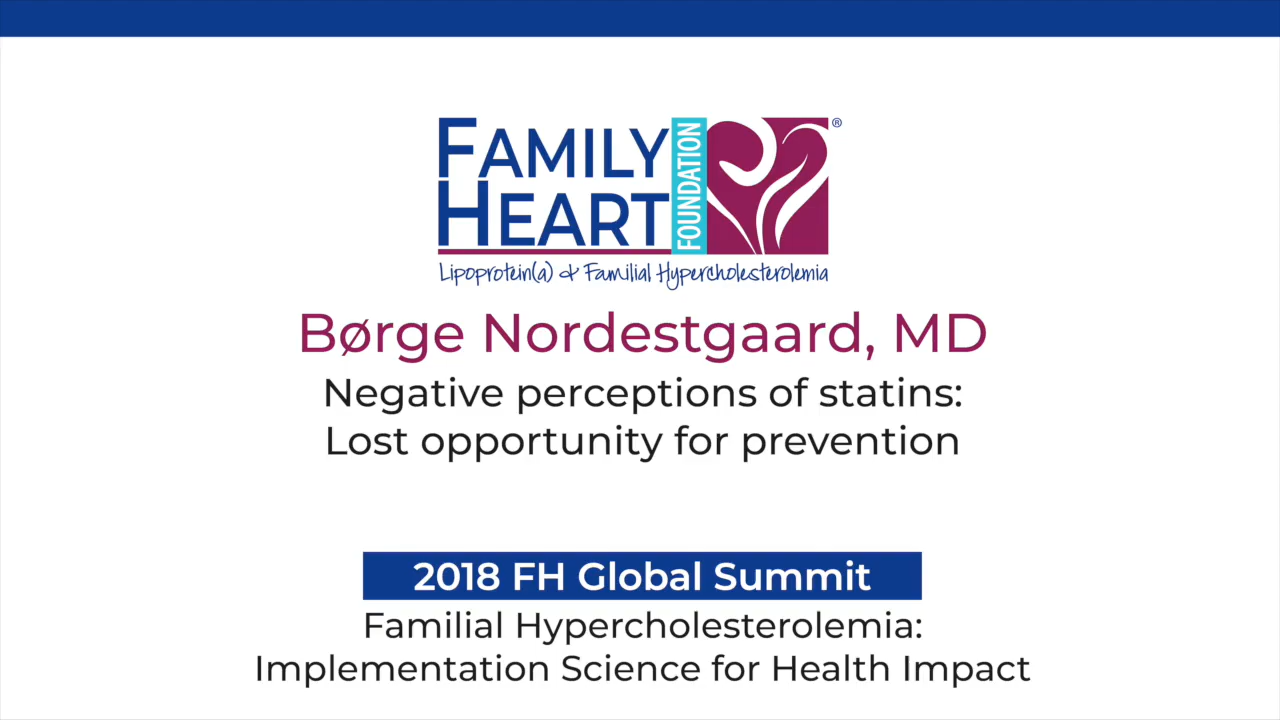 FAMILY
HEART
FOUNDATION
®
Lipoprotein(a) & Familial Hypercholesterolemia
Børge Nordestgaard, MD
Negative perceptions of statins:
Lost opportunity for prevention
2018 FH Global Summit
Familial Hypercholesterolemia:
Implementation Science for Health Impact